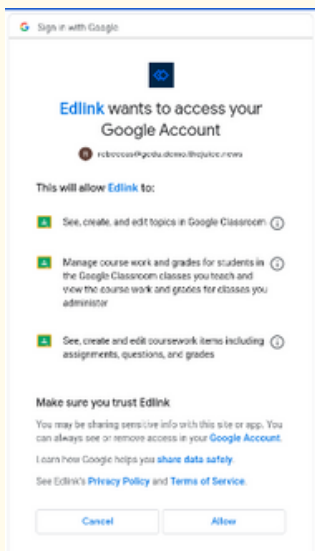 Sign in with Google
Edlink wants to access your
Google Account
R
This will allow Edlink to:
See, create, and edit topics in Google Classroom
Manage course work and grades for students in
the Google Classroom classes you teach and
view the course work and grades for classes you
administer
See, create and edit coursework items including
assignments, questions, and grades
Make sure you trust Edlink
You may be sharing sensitive info with this site or app. You
can always see or remove access in your Google Account.
Learn how Google helps you share data safely.
See Edlink's Privacy Policy and Terms of Service.
Cancel
Allow